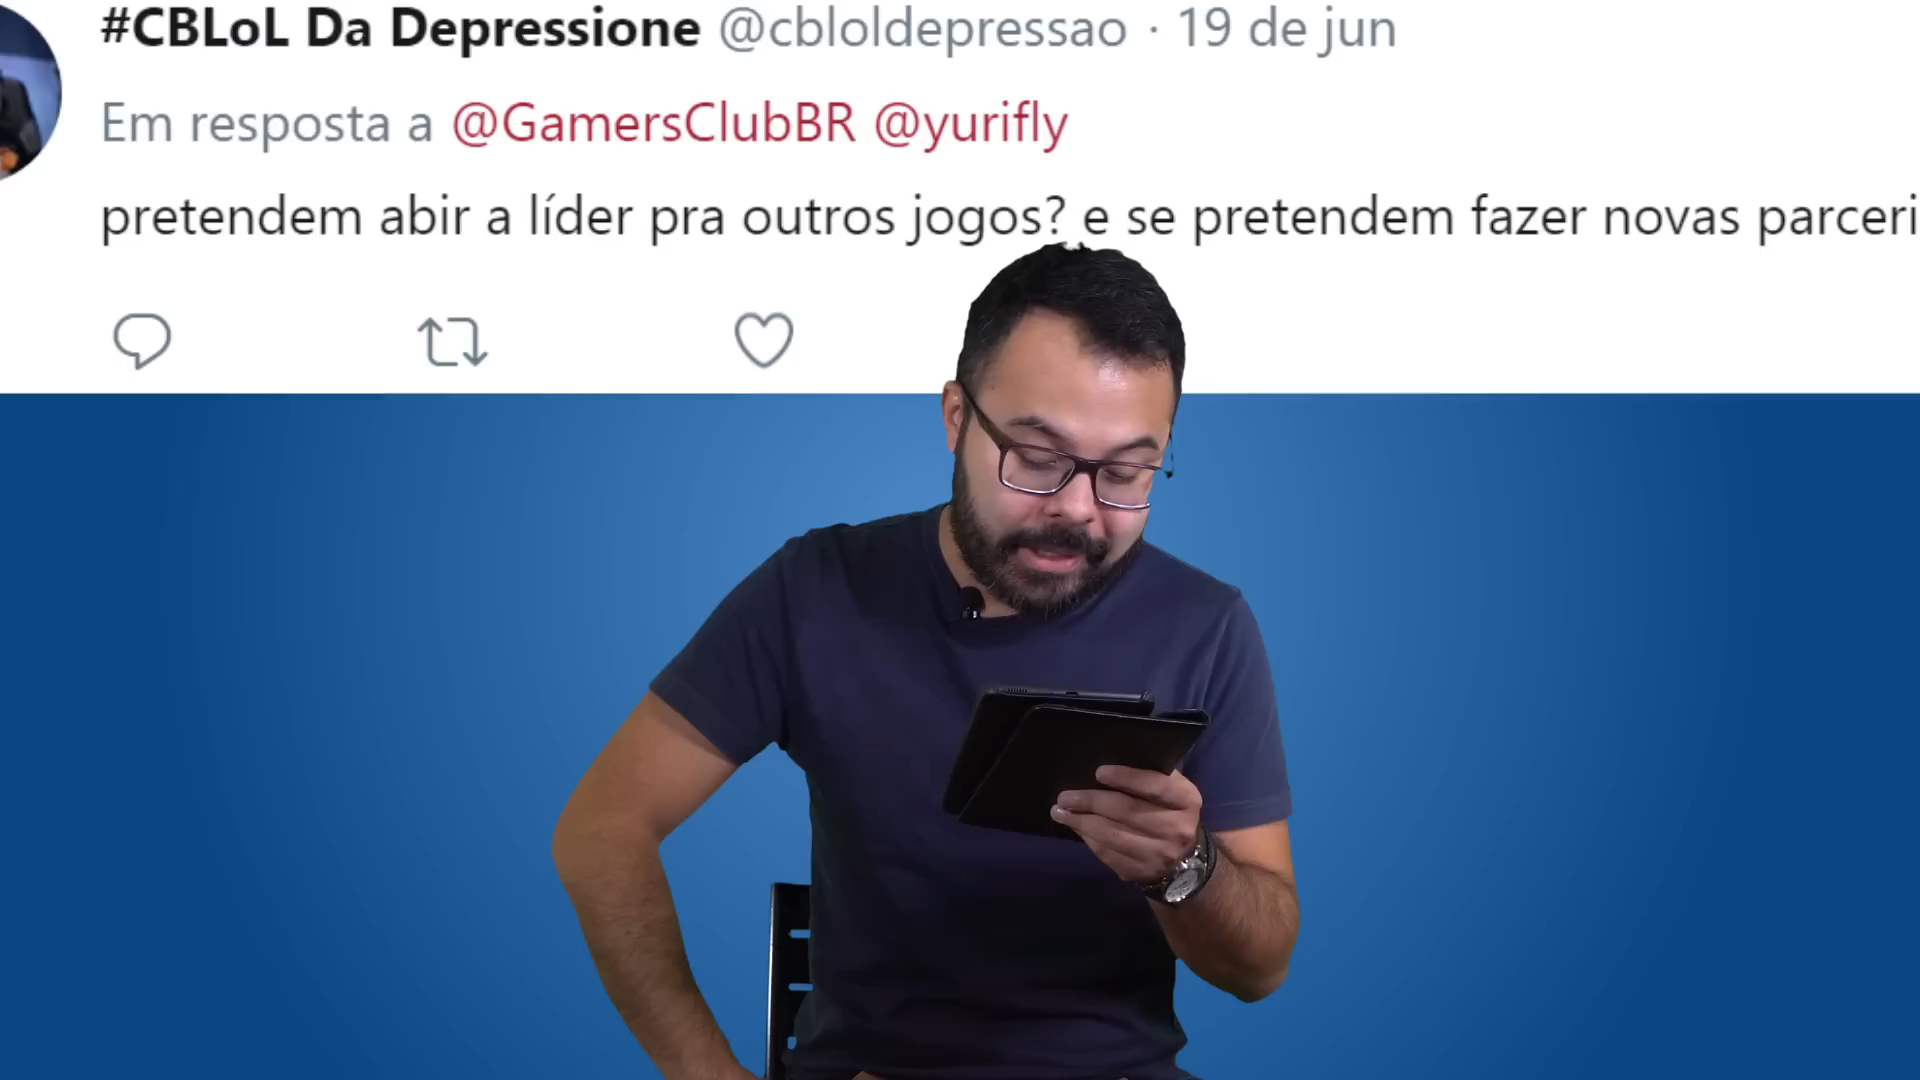 #CBLoL Da Depressione @cbloldepressao · 19 de jun
Em resposta a @GamersClubBR @yurifly
pretendem abir a líder pra outros jogos? e se pretendem fazer novas parceri